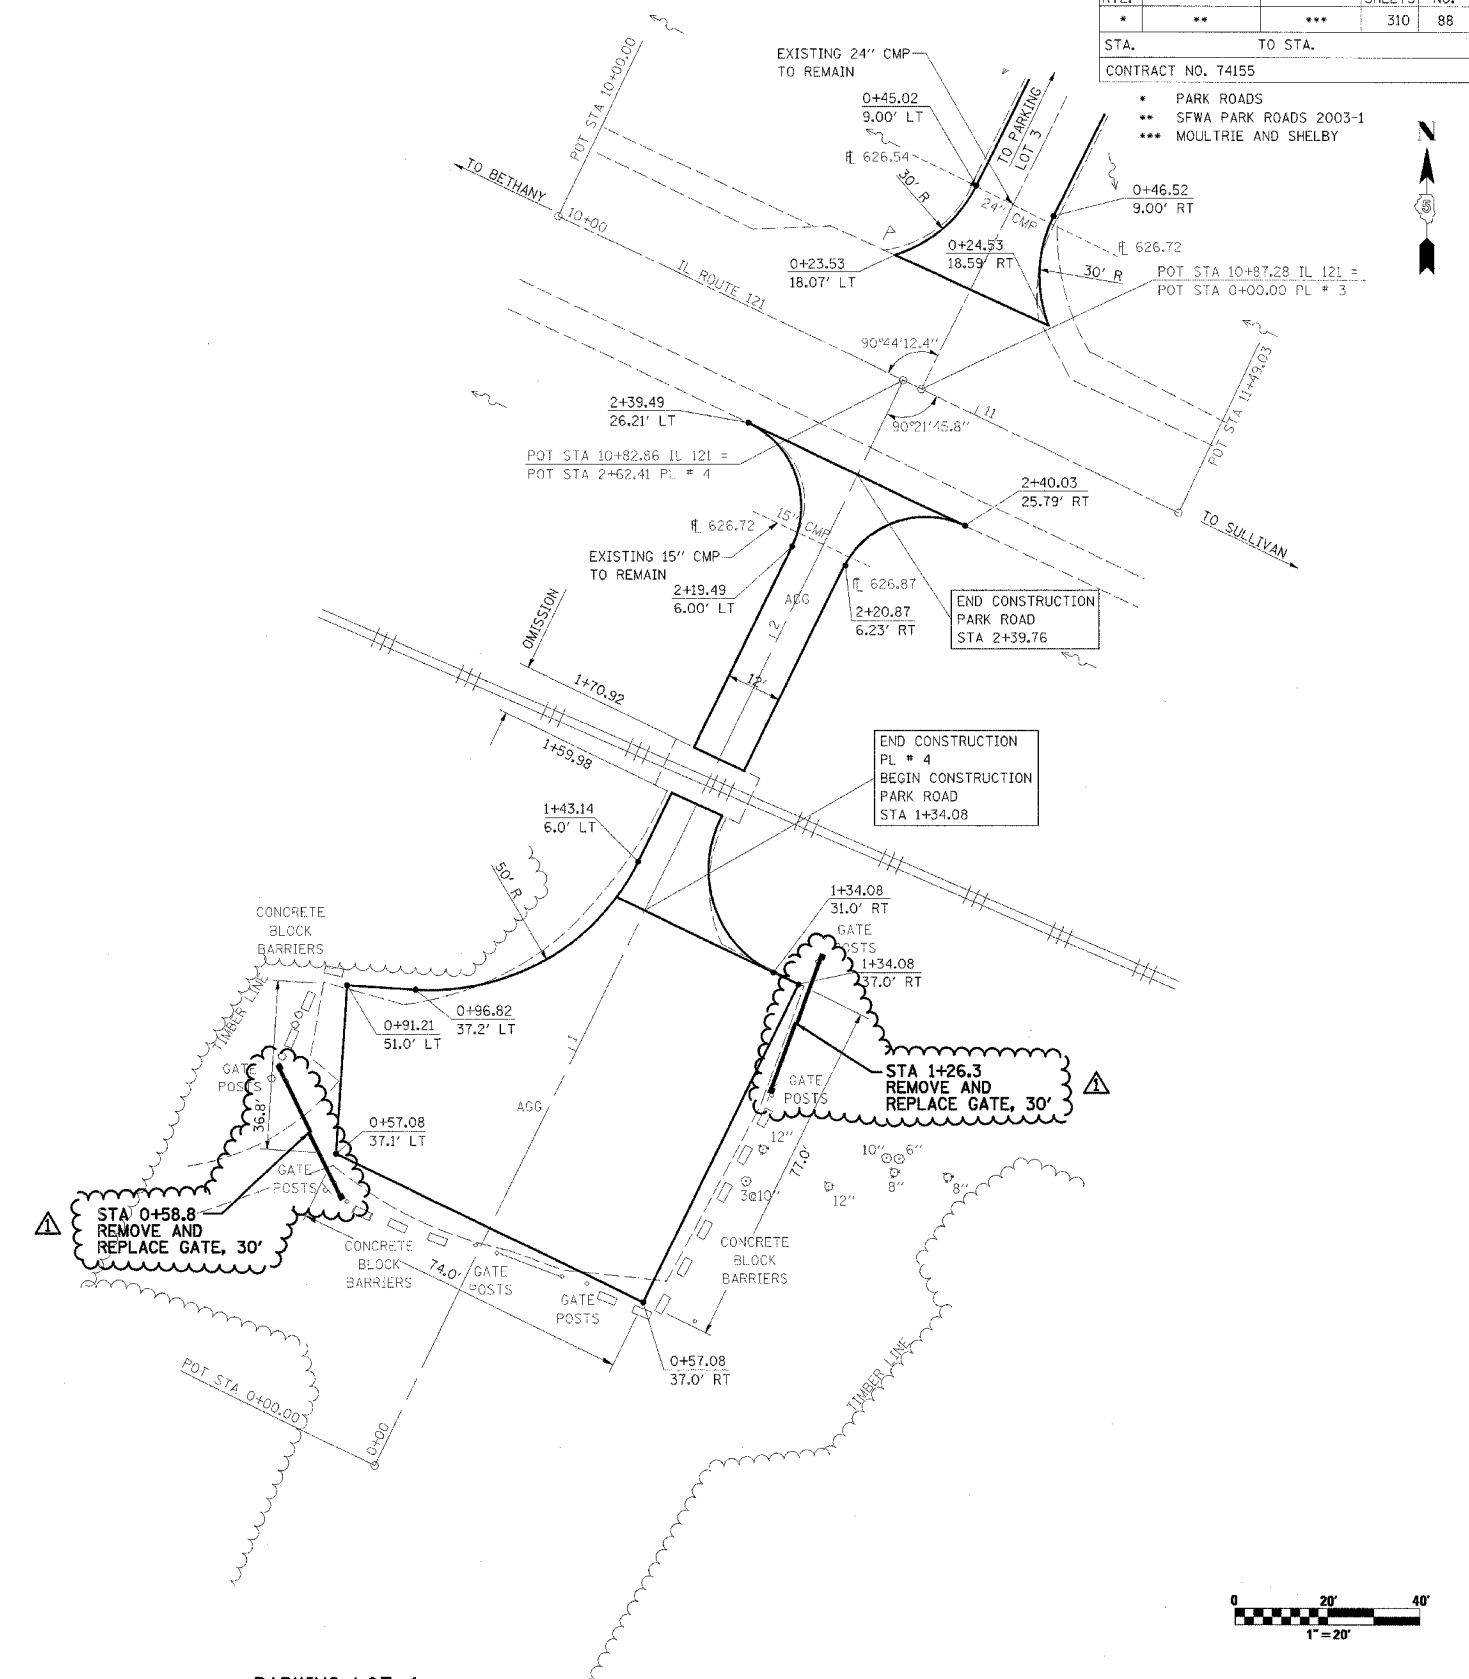 SHEETS NO.
* ** *** 310 88
STA. TO STA.
CONTRACT NO. 74155
* PARK ROADS
** SFWA PARK ROADS 2003-1
*** MOULTRIE AND SHELBY
N
EXISTING 24" CMP
TO REMAIN
0+45.02
9.00' LT
TO PARKING
LOT 3
POT STA 10+00.00
℄ 626.54
TO BETHANY
30' R
24" CMP
0+46.52
9.00' RT
10+00
0+24.53
18.59' RT
℄ 626.72
0+23.53
18.07' LT
30' R
POT STA 10+87.28 IL 121 =
POT STA 0+00.00 PL # 3
IL ROUTE 121
90°44'12.4"
POT STA 11+49.03
2+39.49
26.21' LT
L11
90°21'45.8"
POT STA 10+82.86 IL 121 =
POT STA 2+62.41 PL # 4
2+40.03
25.79' RT
15" CMP
℄ 626.72
TO SULLIVAN
EXISTING 15" CMP
TO REMAIN
2+19.49
6.00' LT
℄ 626.87
AGG
2+20.87
6.23' RT
END CONSTRUCTION
PARK ROAD
STA 2+39.76
OMISSION
L2
12'
1+70.92
1+59.98
END CONSTRUCTION
PL # 4
BEGIN CONSTRUCTION
PARK ROAD
STA 1+34.08
1+43.14
6.0' LT
50' R
1+34.08
31.0' RT
CONCRETE
BLOCK
BARRIERS
GATE
POSTS
1+34.08
37.0' RT
TIMBER LINE
0+96.82
37.2' LT
0+91.21
51.0' LT
L1
GATE
POSTS
36.8'
AGG
GATE
POSTS
STA 1+26.3
REMOVE AND
REPLACE GATE, 30'
1
0+57.08
37.1' LT
12"
77.0'
10"
6"
8"
8"
3@10"
12"
GATE
POSTS
1
STA 0+58.8
REMOVE AND
REPLACE GATE, 30'
CONCRETE
BLOCK
BARRIERS
74.0'
GATE
POSTS
GATE
POSTS
CONCRETE
BLOCK
BARRIERS
0+57.08
37.0' RT
TIMBER LINE
POT STA 0+00.00
0+00
0 20' 40'
1"=20'